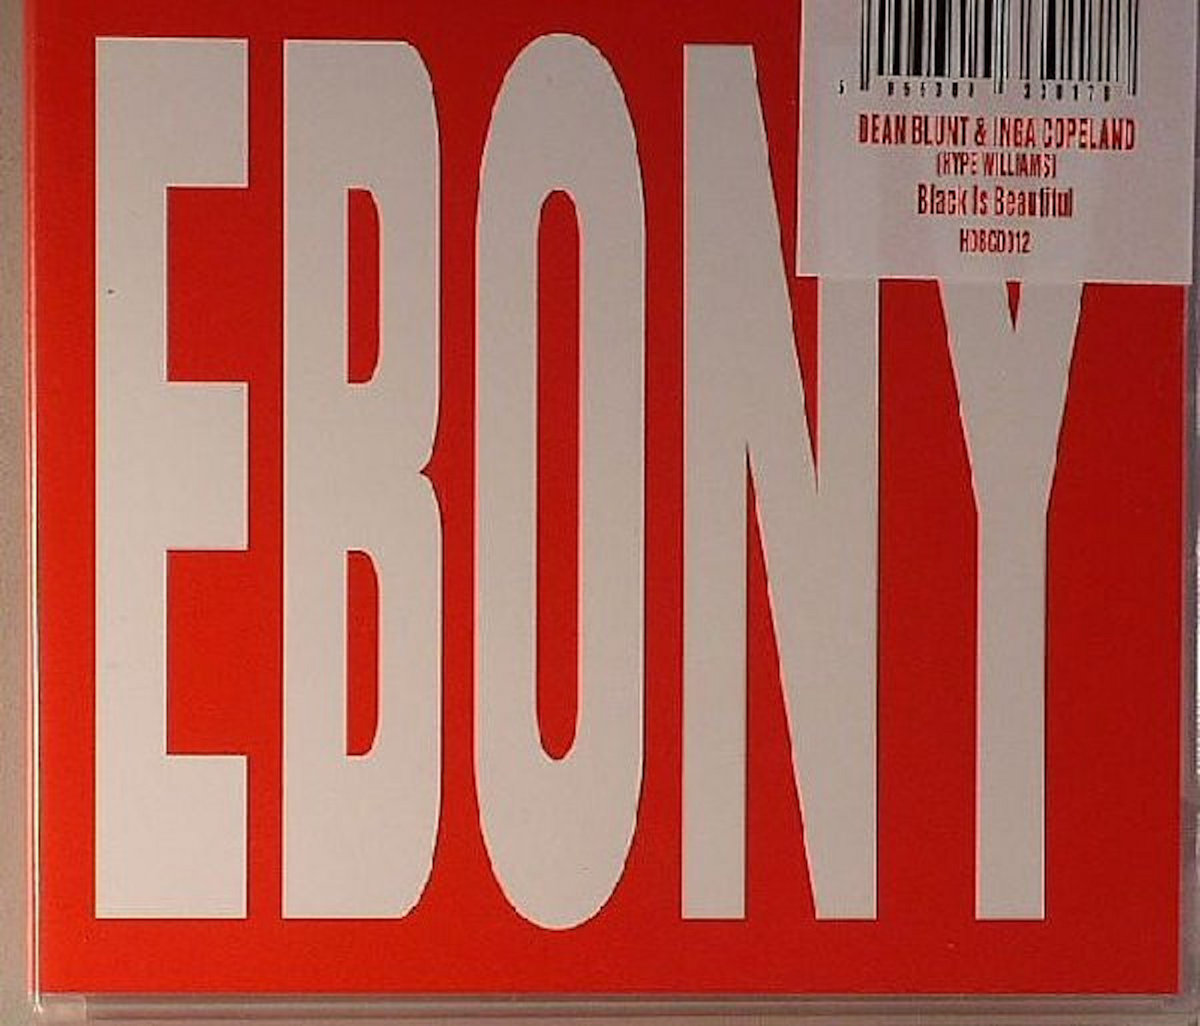 DEAN BLUNT & INGA COPELAND
(HYPE WILLIAMS)
Black Is Beautiful
HDBCD012
EBONY